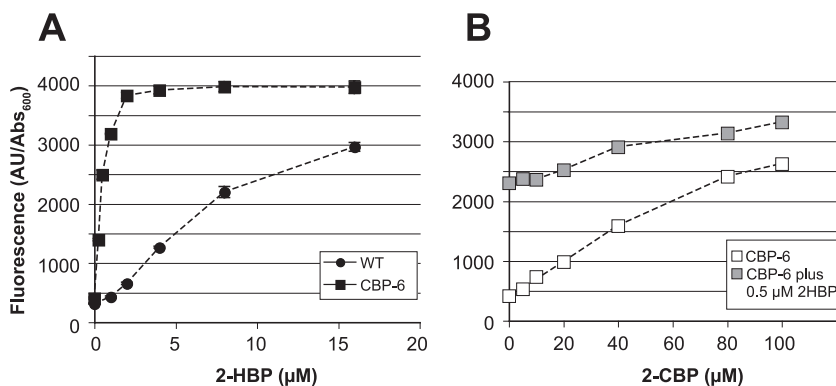 A
Fluorescence (AU/Abs600)
4000
3000
2000
1000
0
0 5 10 15 20
2-HBP (µM)
WT
CBP-6
B
4000
3000
2000
1000
0
0 20 40 60 80 100
2-CBP (µM)
CBP-6
CBP-6 plus
0.5 µM 2HBP